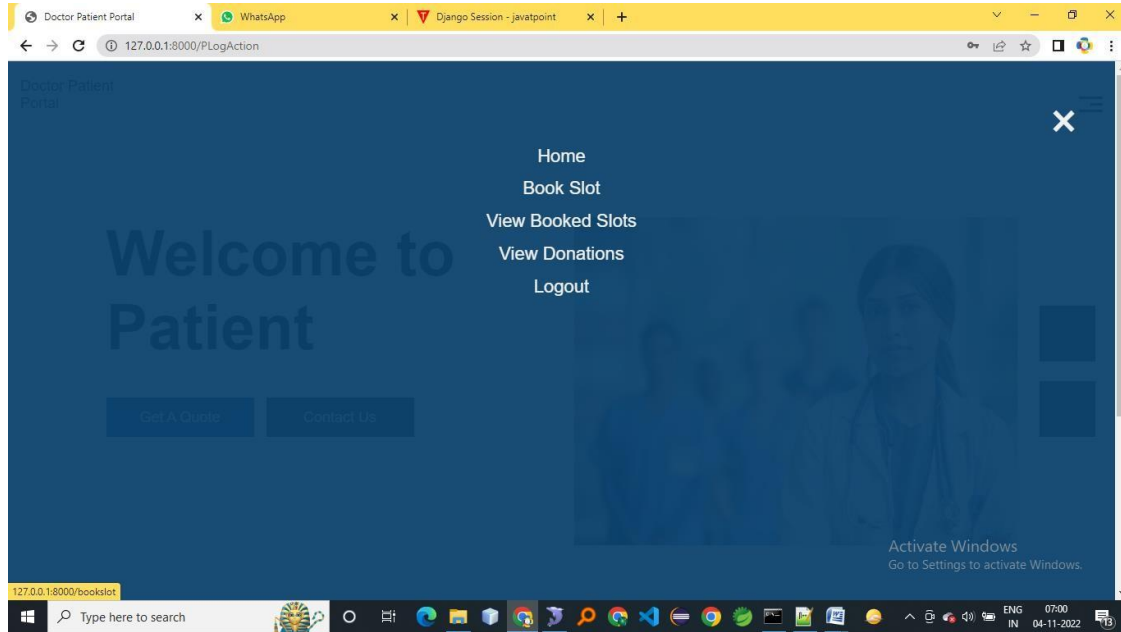 Doctor Patient Portal
WhatsApp
Django Session - javatpoint
127.0.0.1:8000/PLogAction
Doctor Patient
Portal
Home
Book Slot
View Booked Slots
View Donations
Logout
Welcome to
Patient
Get A Quote
Contact Us
Activate Windows
Go to Settings to activate Windows.
127.0.0.1:8000/bookslot
Type here to search
ENG
IN
07:00
04-11-2022
13